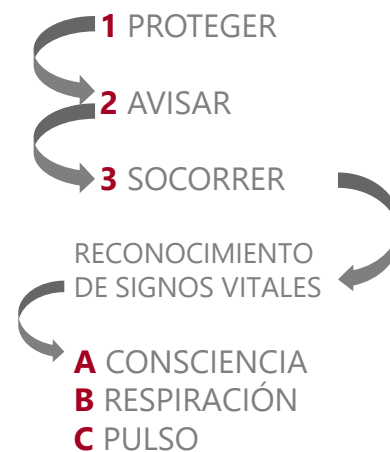 1 PROTEGER
2 AVISAR
3 SOCORRER
RECONOCIMIENTO
DE SIGNOS VITALES
A CONSCIENCIA
B RESPIRACIÓN
C PULSO